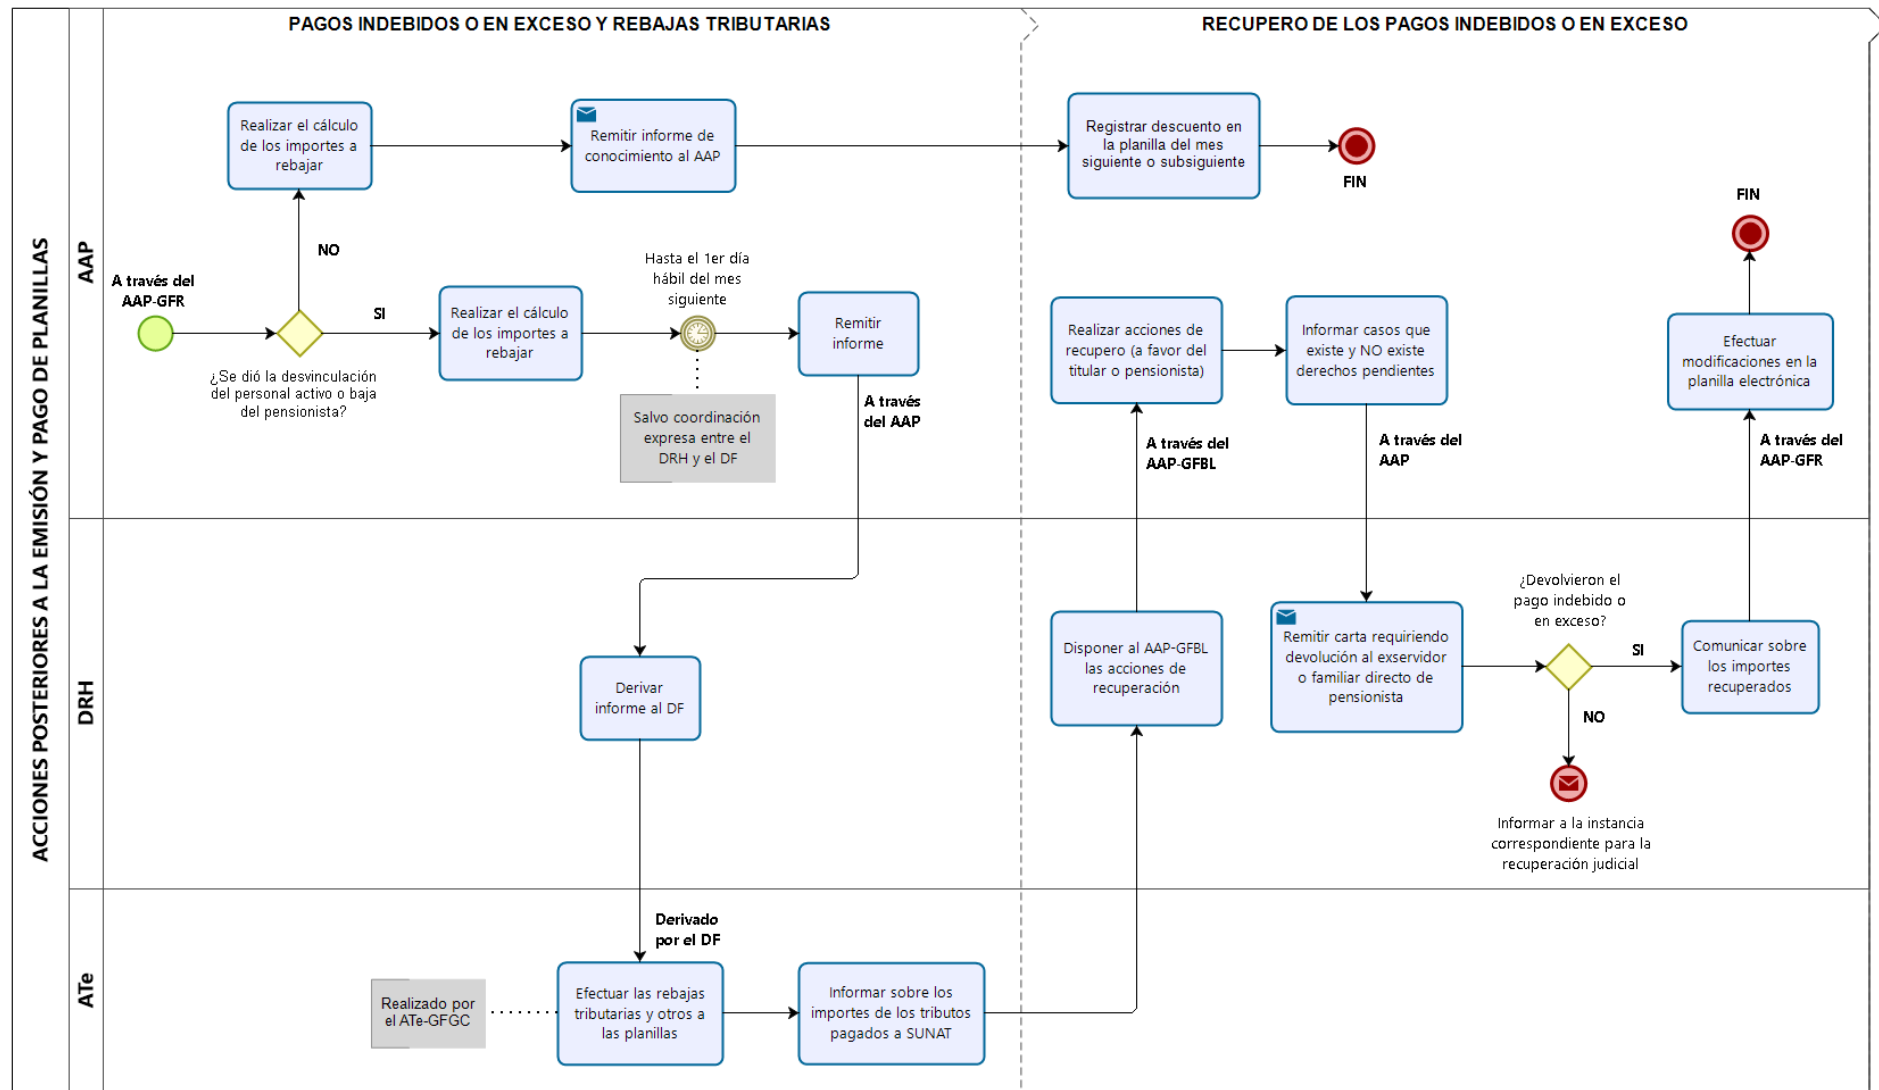 PAGOS INDEBIDOS O EN EXCESO Y REBAJAS TRIBUTARIAS
RECUPERO DE LOS PAGOS INDEBIDOS O EN EXCESO
ACCIONES POSTERIORES A LA EMISIÓN Y PAGO DE PLANILLAS
AAP
A través del
AAP-GFR
¿Se dió la desvinculación
del personal activo o baja
del pensionista?
NO
Realizar el cálculo
de los importes a
rebajar
Remitir informe de
conocimiento al AAP
Registrar descuento en
la planilla del mes
siguiente o subsiguiente
FIN
SI
Realizar el cálculo
de los importes a
rebajar
Hasta el 1er día
hábil del mes
siguiente
Salvo coordinación
expresa entre el
DRH y el DF
Remitir
informe
A través
del AAP
Realizar acciones de
recupero (a favor del
titular o pensionista)
A través del
AAP-GFBL
Informar casos que
existe y NO existe
derechos pendientes
A través del
AAP
FIN
Efectuar
modificaciones en la
planilla electrónica
A través del
AAP-GFR
DRH
Derivar
informe al DF
Disponer al AAP-GFBL
las acciones de
recuperación
Remitir carta requiriendo
devolución al exservidor
o familiar directo de
pensionista
¿Devolvieron el
pago indebido o
en exceso?
SI
Comunicar sobre
los importes
recuperados
NO
Informar a la instancia
correspondiente para la
recuperación judicial
ATe
Derivado
por el DF
Realizado por
el ATe-GFGC
Efectuar las rebajas
tributarias y otros a
las planillas
Informar sobre los
importes de los tributos
pagados a SUNAT